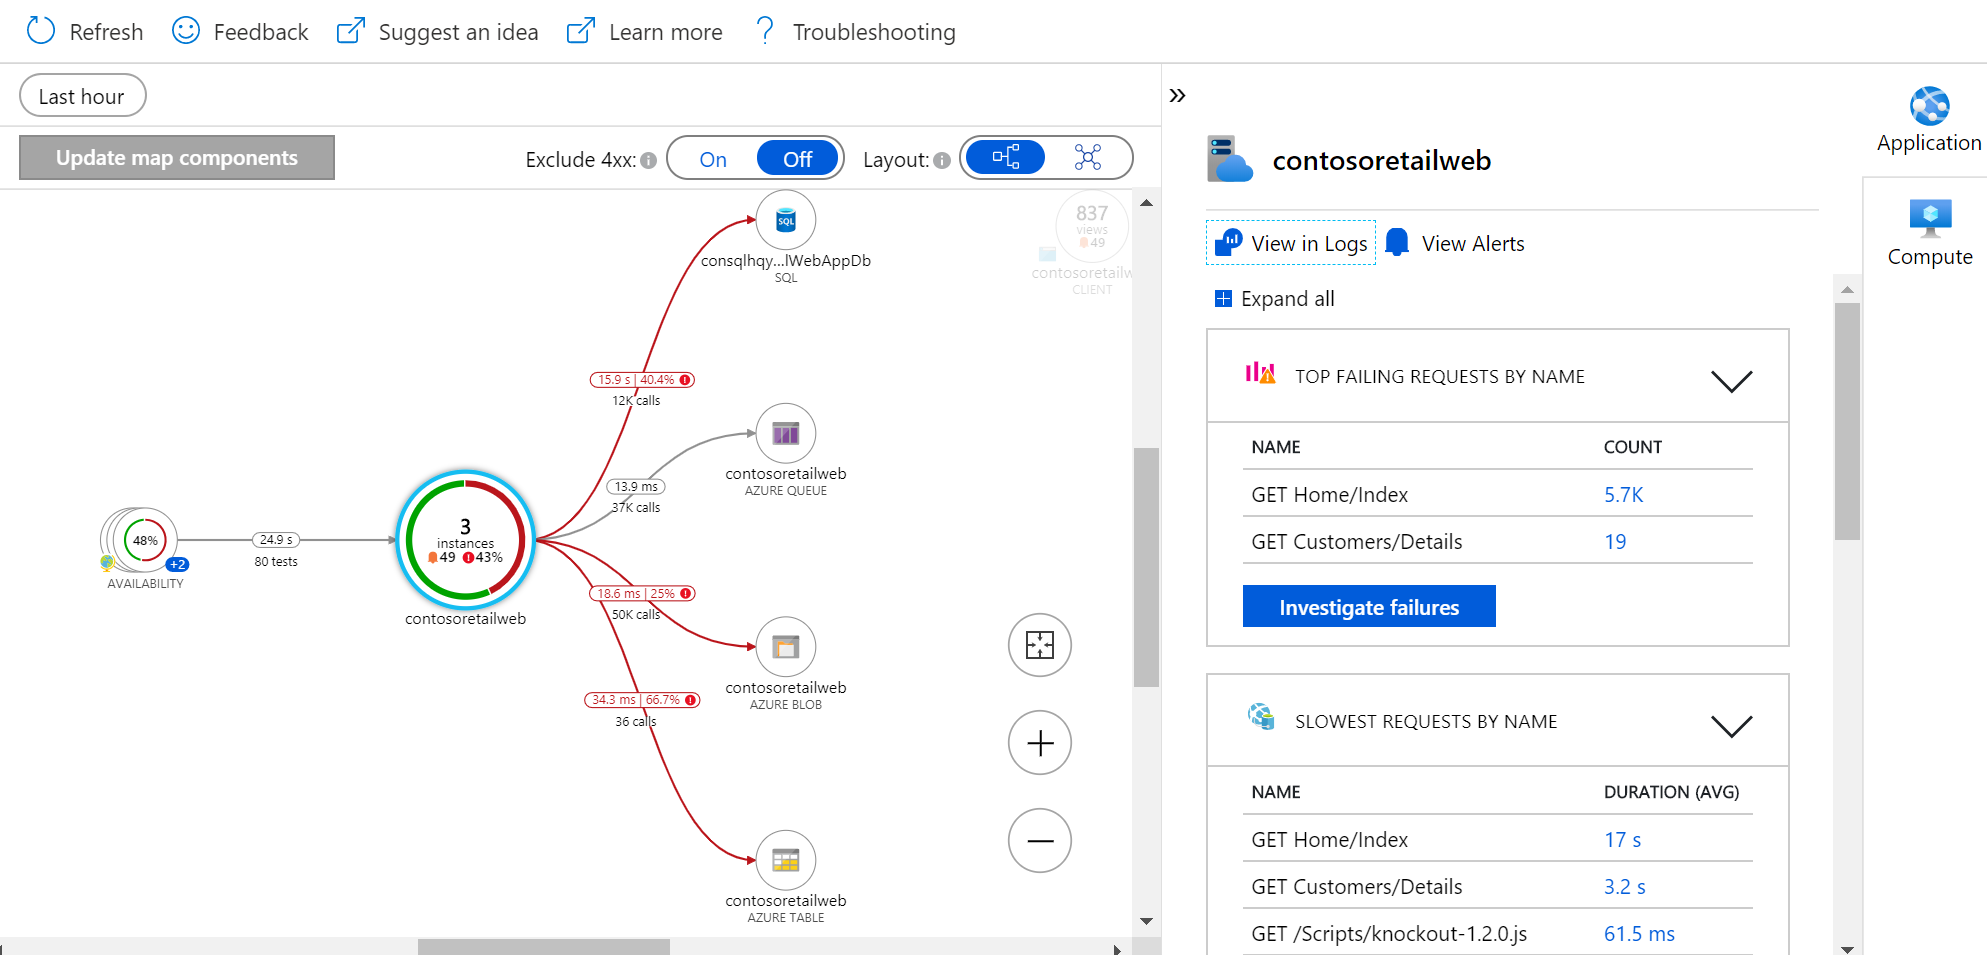 Refresh Feedback Suggest an idea Learn more ? Troubleshooting
Last hour
Update map components Exclude 4xx: On Off Layout:
SQL
consqlhqy...lWebAppDb
SQL
837
views
49
contosoretailw
CLIENT
15.9 s | 40.4%
12K calls
contosoretailweb
AZURE QUEUE
13.9 ms
37K calls
48%
+2
AVAILABILITY
24.9 s
80 tests
3
instances
49 43%
contosoretailweb
18.6 ms | 25%
50K calls
contosoretailweb
AZURE BLOB
34.3 ms | 66.7%
36 calls
contosoretailweb
AZURE TABLE
contosoretailweb
View in Logs View Alerts
Expand all
TOP FAILING REQUESTS BY NAME
NAME COUNT
GET Home/Index 5.7K
GET Customers/Details 19
Investigate failures
SLOWEST REQUESTS BY NAME
NAME DURATION (AVG)
GET Home/Index 17 s
GET Customers/Details 3.2 s
GET /Scripts/knockout-1.2.0.js 61.5 ms
Application
Compute